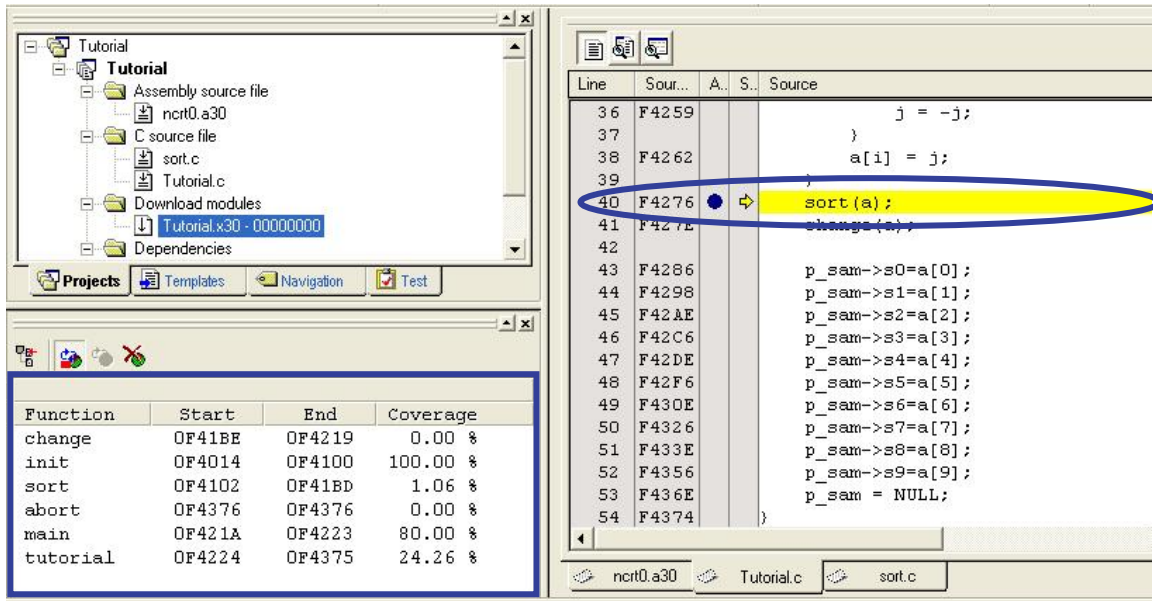 Tutorial
Tutorial
Assembly source file
ncrt0.a30
C source file
sort.c
Tutorial.c
Download modules
Tutorial.x30 - 00000000
Dependencies
Projects Templates Navigation Test
Function Start End Coverage
change 0F41BE 0F4219 0.00 %
init 0F4014 0F4100 100.00 %
sort 0F4102 0F41BD 1.06 %
abort 0F4376 0F4376 0.00 %
main 0F421A 0F4223 80.00 %
tutorial 0F4224 0F4375 24.26 %
Line Sour... A.. S.. Source
36 F4259 j = -j;
37 }
38 F4262 a[i] = j;
39 }
40 F4276 sort(a);
41 F427E change(a);
42
43 F4286 p_sam->s0=a[0];
44 F4298 p_sam->s1=a[1];
45 F42AE p_sam->s2=a[2];
46 F42C6 p_sam->s3=a[3];
47 F42DE p_sam->s4=a[4];
48 F42F6 p_sam->s5=a[5];
49 F430E p_sam->s6=a[6];
50 F4326 p_sam->s7=a[7];
51 F433E p_sam->s8=a[8];
52 F4356 p_sam->s9=a[9];
53 F436E p_sam = NULL;
54 F4374 }
ncrt0.a30 Tutorial.c sort.c